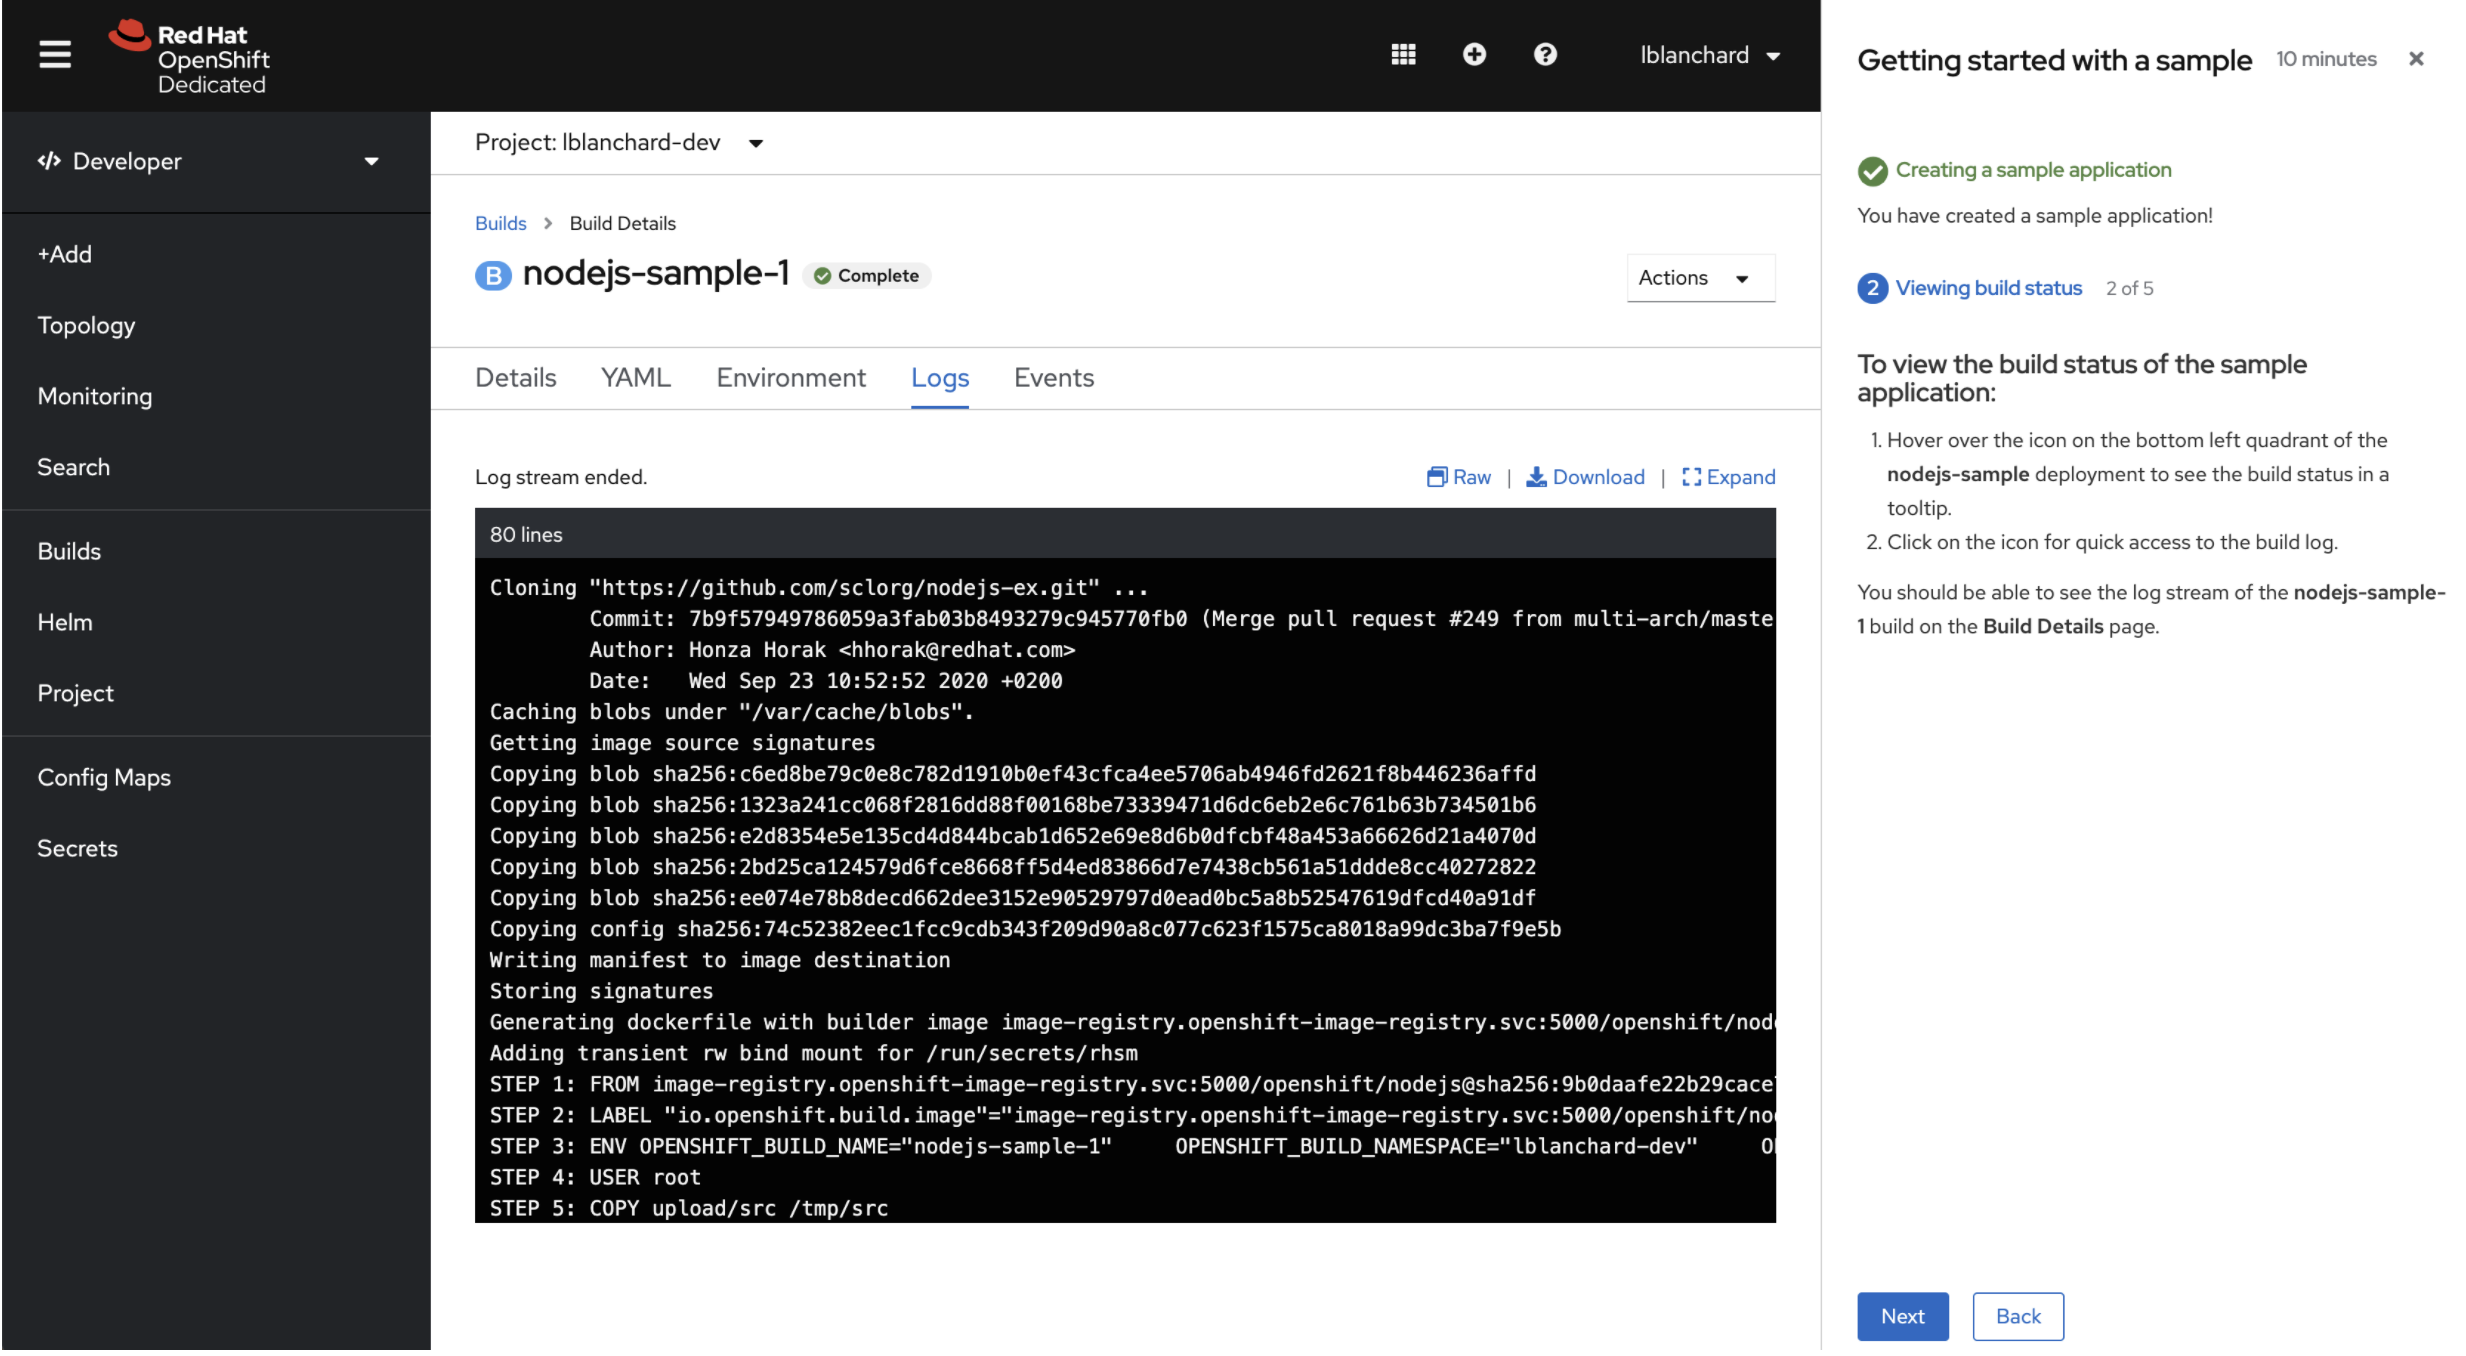 Red Hat
OpenShift
Dedicated
lblanchard
Developer
+Add
Topology
Monitoring
Search
Builds
Helm
Project
Config Maps
Secrets
Project: lblanchard-dev
Builds > Build Details
B nodejs-sample-1 Complete
Actions
Details YAML Environment Logs Events
Log stream ended.
Raw | Download | Expand
80 lines
Cloning "https://github.com/sclorg/nodejs-ex.git" ...
Commit: 7b9f57949786059a3fab03b8493279c945770fb0 (Merge pull request #249 from multi-arch/maste
Author: Honza Horak <hhorak@redhat.com>
Date: Wed Sep 23 10:52:52 2020 +0200
Caching blobs under "/var/cache/blobs".
Getting image source signatures
Copying blob sha256:c6ed8be79c0e8c782d1910b0ef43cfca4ee5706ab4946fd2621f8b446236affd
Copying blob sha256:1323a241cc068f2816dd88f00168be73339471d6dc6eb2e6c761b63b734501b6
Copying blob sha256:e2d8354e5e135cd4d844bcab1d652e69e8d6b0dfcbf48a453a66626d21a4070d
Copying blob sha256:2bd25ca124579d6fce8668ff5d4ed83866d7e7438cb561a51ddde8cc40272822
Copying blob sha256:ee074e78b8decd662dee3152e90529797d0ead0bc5a8b52547619dfcd40a91df
Copying config sha256:74c52382eec1fcc9cdb343f209d90a8c077c623f1575ca8018a99dc3ba7f9e5b
Writing manifest to image destination
Storing signatures
Generating dockerfile with builder image image-registry.openshift-image-registry.svc:5000/openshift/nod
Adding transient rw bind mount for /run/secrets/rhsm
STEP 1: FROM image-registry.openshift-image-registry.svc:5000/openshift/nodejs@sha256:9b0daafe22b29cace
STEP 2: LABEL "io.openshift.build.image"="image-registry.openshift-image-registry.svc:5000/openshift/no
STEP 3: ENV OPENSHIFT_BUILD_NAME="nodejs-sample-1" OPENSHIFT_BUILD_NAMESPACE="lblanchard-dev" O
STEP 4: USER root
STEP 5: COPY upload/src /tmp/src
Getting started with a sample 10 minutes
Creating a sample application
You have created a sample application!
2 Viewing build status 2 of 5
To view the build status of the sample
application:
1. Hover over the icon on the bottom left quadrant of the
nodejs-sample deployment to see the build status in a
tooltip.
2. Click on the icon for quick access to the build log.
You should be able to see the log stream of the nodejs-sample-
1 build on the Build Details page.
Next Back